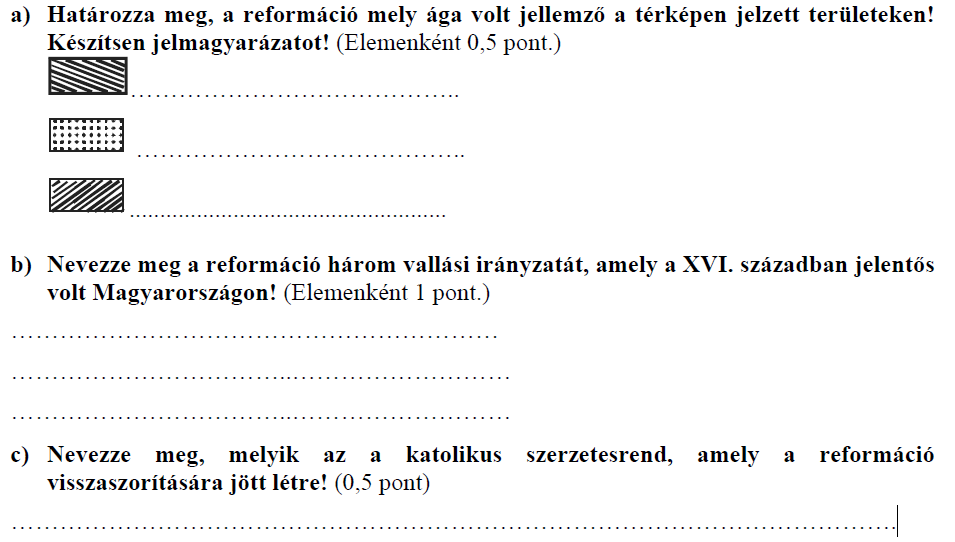 a) Határozza meg, a reformáció mely ága volt jellemző a térképen jelzett területeken!
Készítsen jelmagyarázatot! (Elemenként 0,5 pont.)
…………………………………..
…………………………………..
....................................................
b) Nevezze meg a reformáció három vallási irányzatát, amely a XVI. században jelentős
volt Magyarországon! (Elemenként 1 pont.)
……………………………………………………
……………………………..………………………
……………………………..………………………
c) Nevezze meg, melyik az a katolikus szerzetesrend, amely a reformáció
visszaszorítására jött létre! (0,5 pont)
……………………………………………………………………………………………….